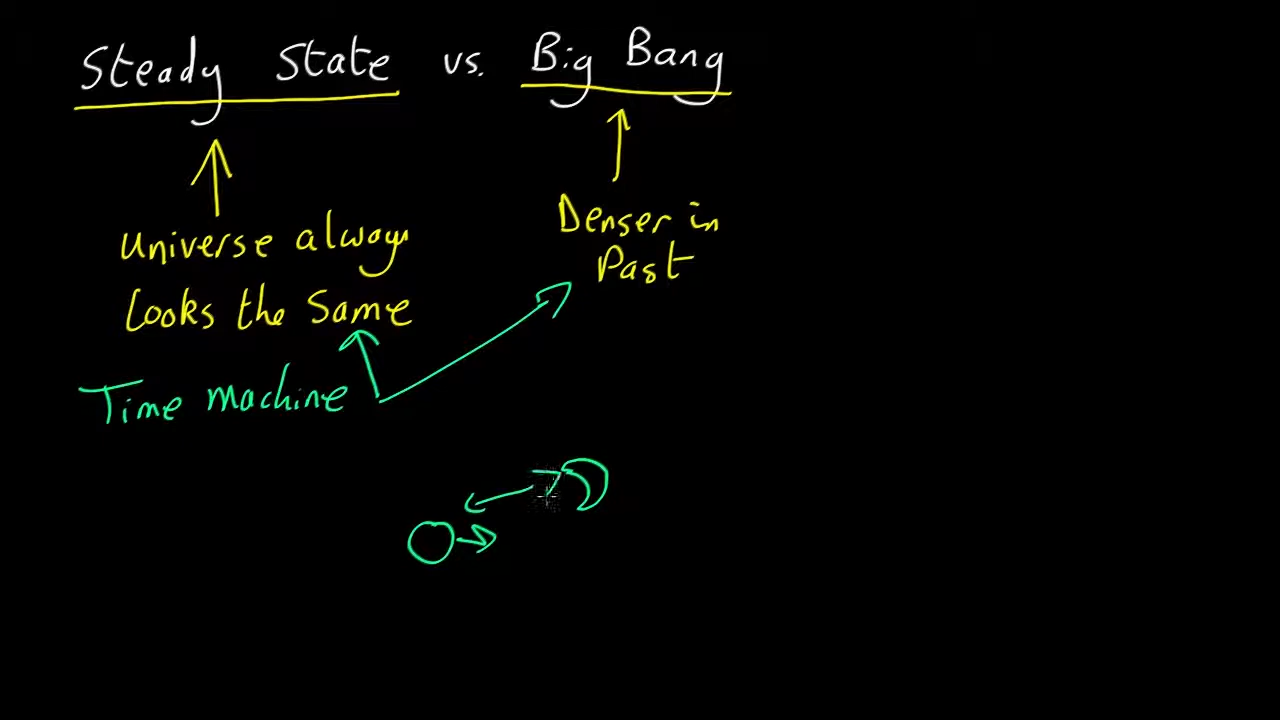 Steady State vs. Big Bang
Universe always
Looks the Same
Denser in
Past
Time machine